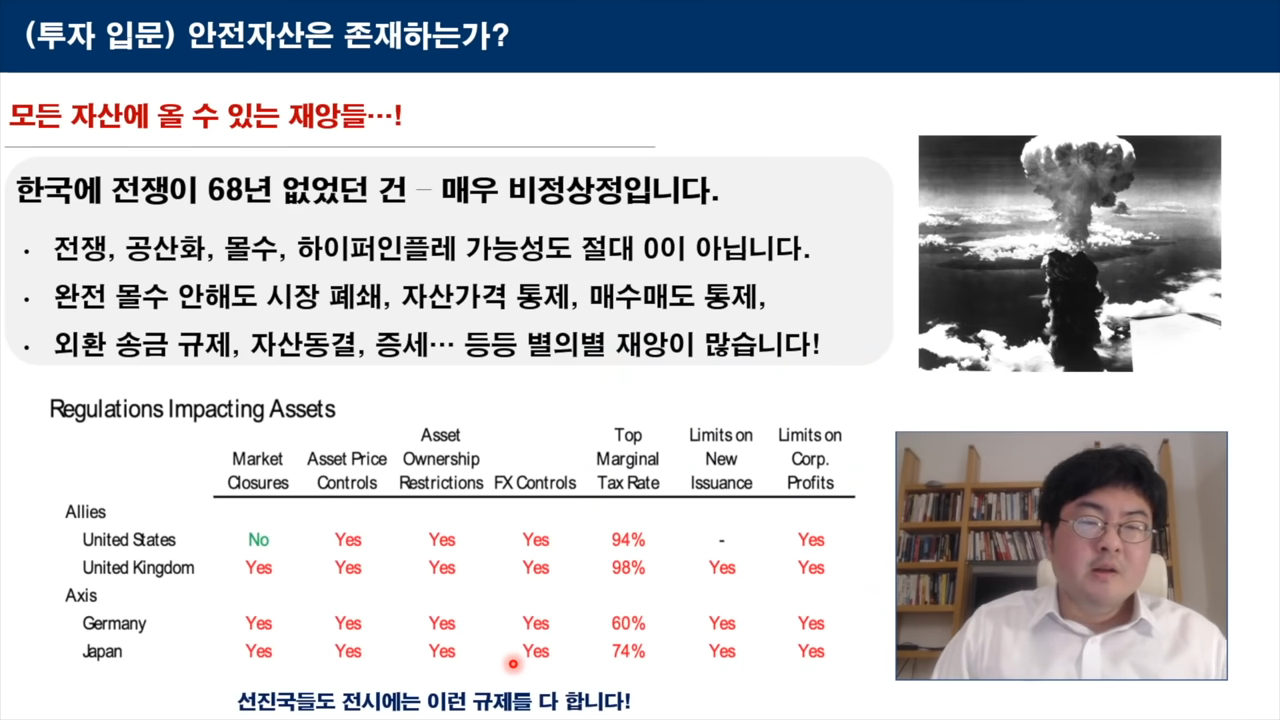 (투자 입문) 안전자산은 존재하는가?
모든 자산에 올 수 있는 재앙들…!
한국에 전쟁이 68년 없었던 건 – 매우 비정상정입니다.
· 전쟁, 공산화, 몰수, 하이퍼인플레 가능성도 절대 0이 아닙니다.
· 완전 몰수 안해도 시장 폐쇄, 자산가격 통제, 매수매도 통제,
· 외환 송금 규제, 자산동결, 증세… 등등 별의별 재앙이 많습니다!
Regulations Impacting Assets
Market Closures Asset Price Controls Asset Ownership Restrictions FX Controls Top Marginal Tax Rate Limits on New Issuance Limits on Corp. Profits
Allies
United States No Yes Yes Yes 94% - Yes
United Kingdom Yes Yes Yes Yes 98% Yes Yes
Axis
Germany Yes Yes Yes Yes 60% Yes Yes
Japan Yes Yes Yes Yes 74% Yes Yes
선진국들도 전시에는 이런 규제를 다 합니다!